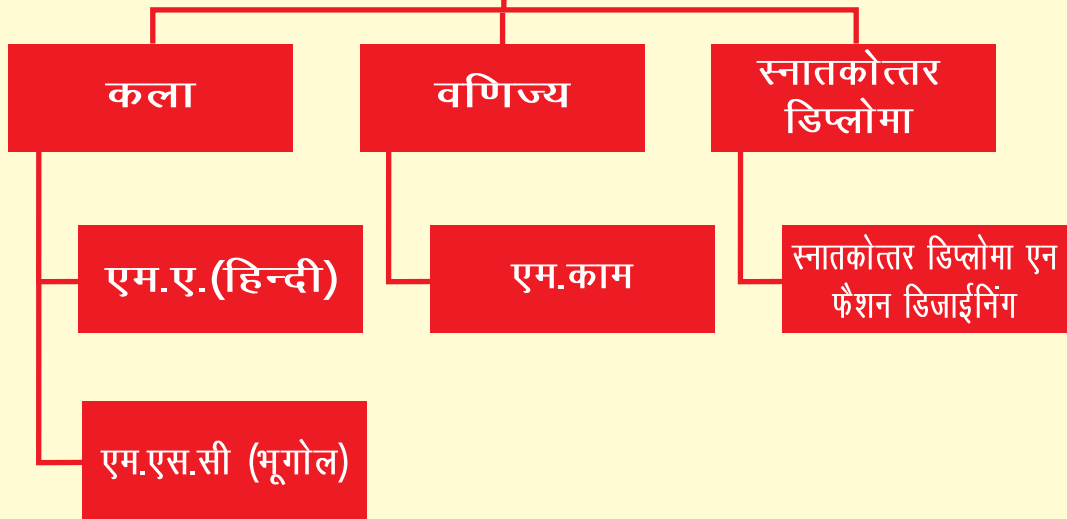 कला
वणिज्य
स्नातकोत्तर
डिप्लोमा
एम.ए.(हिन्दी)
एम.काम
स्नातकोत्तर डिप्लोमा एन
फैशन डिजाईनिंग
एम.एस.सी (भूगोल)